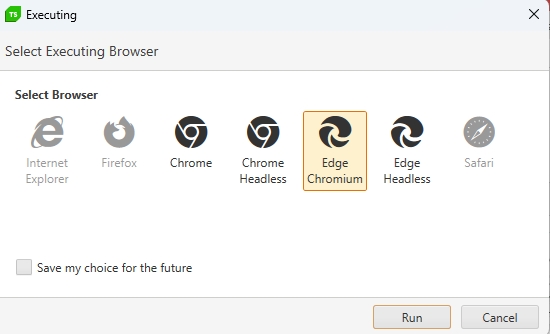 TS Executing
Select Executing Browser
Select Browser
Internet Explorer
Firefox
Chrome
Chrome Headless
Edge Chromium
Edge Headless
Safari
Save my choice for the future
Run
Cancel